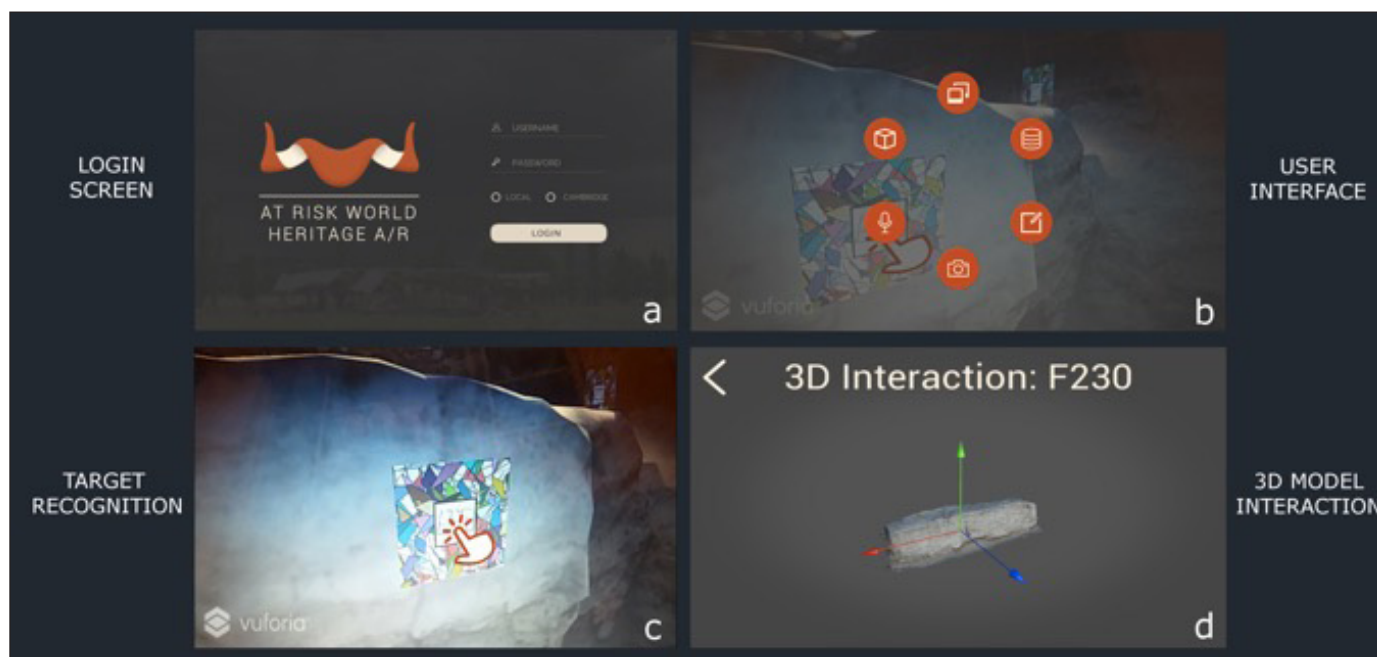 LOGIN
SCREEN
AT RISK WORLD
HERITAGE A/R
USERNAME
PASSWORD
LOCAL
CAMBRIDGE
LOGIN
a
USER
INTERFACE
vuforia
b
TARGET
RECOGNITION
vuforia
c
3D Interaction: F230
d
3D MODEL
INTERACTION